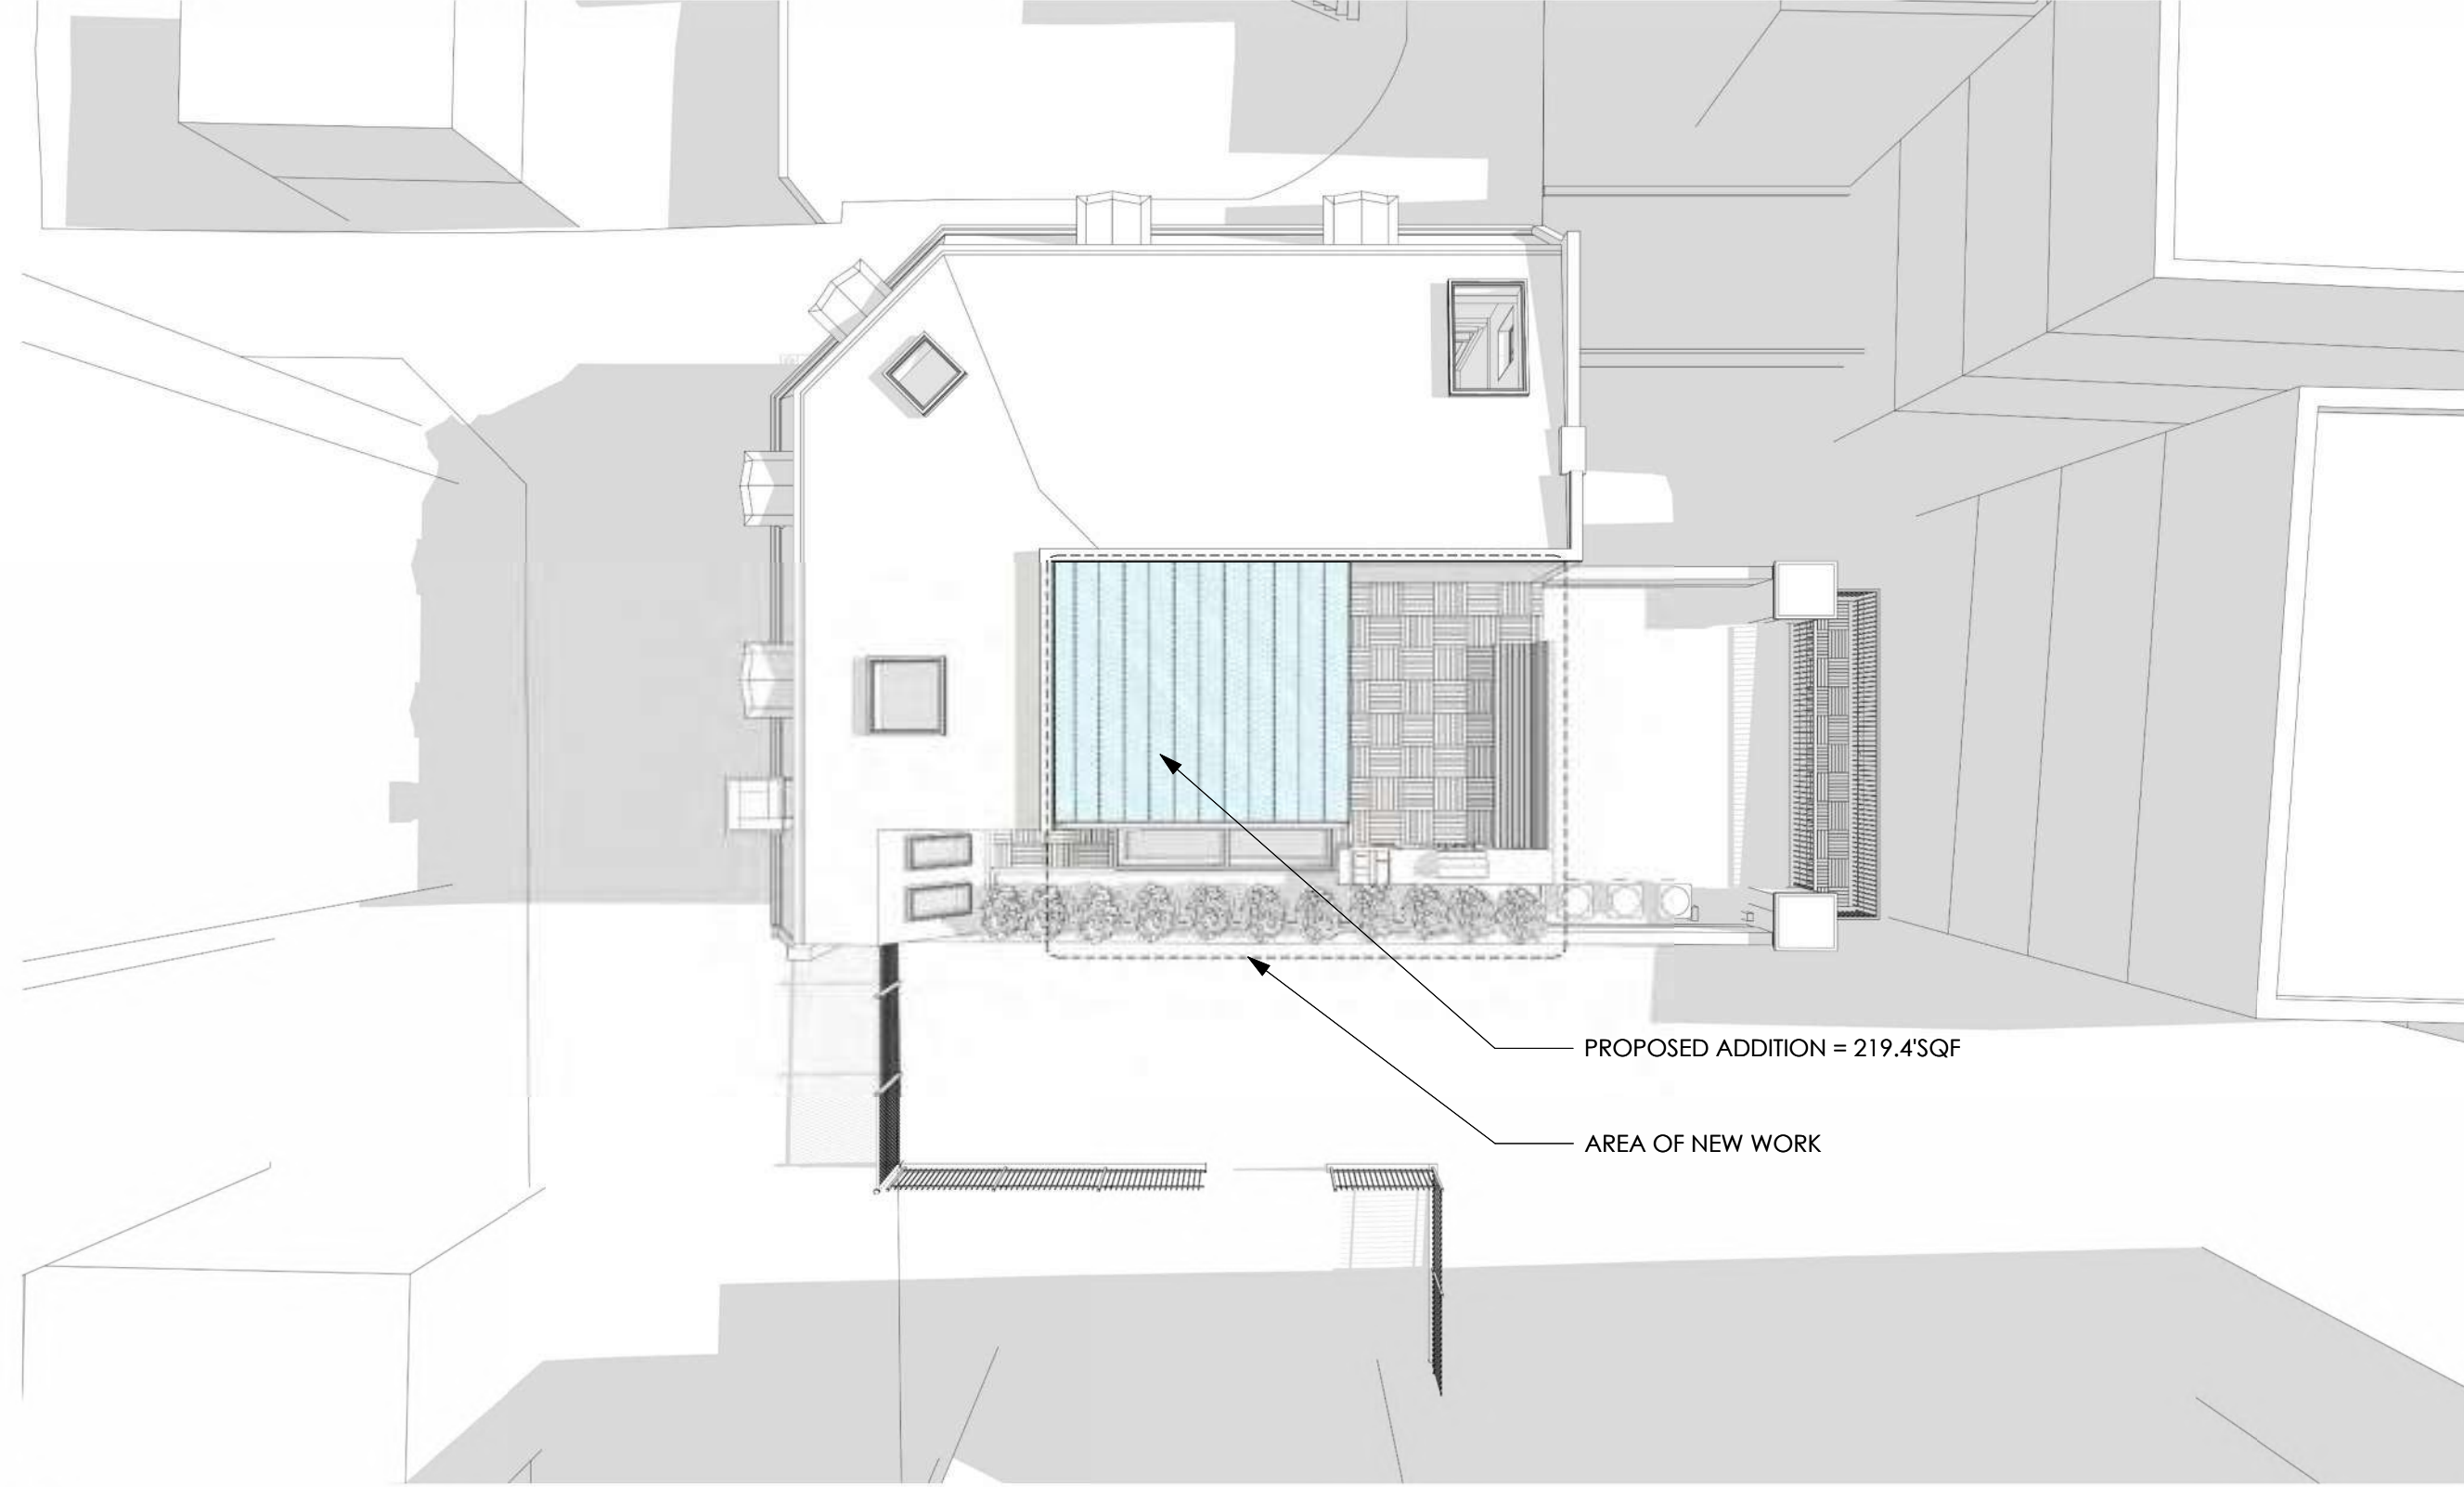 PROPOSED ADDITION = 219.4'SQF
AREA OF NEW WORK